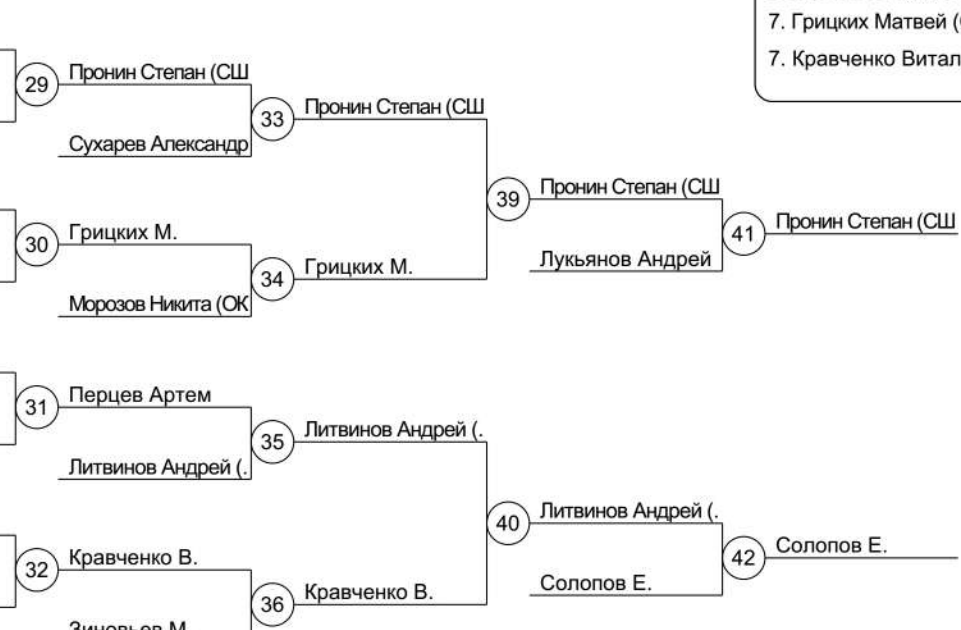 7. Грицких Матвей (
7. Кравченко Витал
29
Пронин Степан (СШ
33
Пронин Степан (СШ
Сухарев Александр
39
Пронин Степан (СШ
41
Пронин Степан (СШ
30
Грицких М.
34
Грицких М.
Лукьянов Андрей
Морозов Никита (ОК
31
Перцев Артем
35
Литвинов Андрей (.
Литвинов Андрей (.
40
Литвинов Андрей (.
42
Солопов Е.
32
Кравченко В.
36
Кравченко В.
Солопов Е.
Зиновьев М